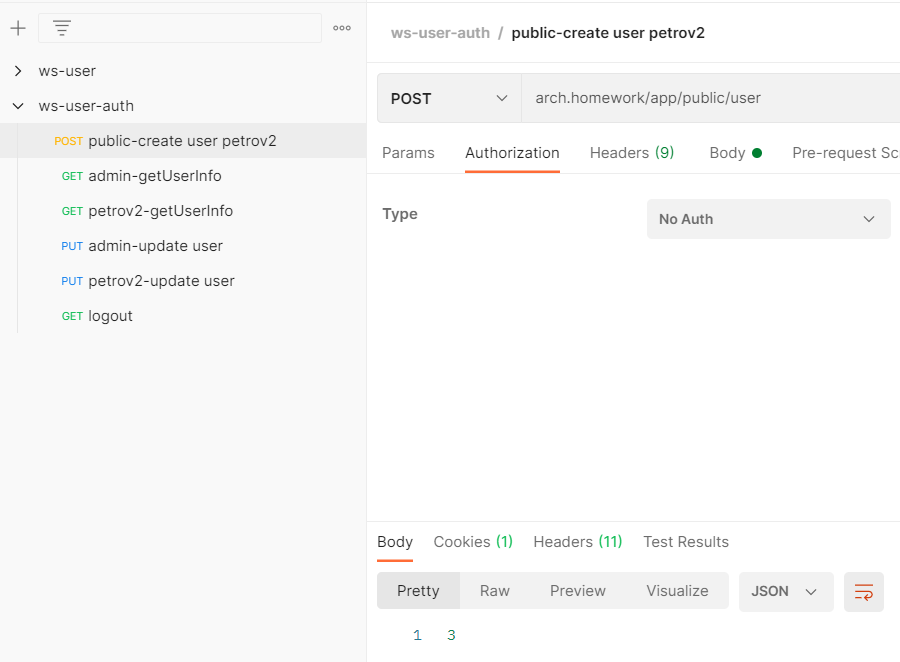 ws-user
ws-user-auth
POST public-create user petrov2
GET admin-getUserInfo
GET petrov2-getUserInfo
PUT admin-update user
PUT petrov2-update user
GET logout
ws-user-auth / public-create user petrov2
POST arch.homework/app/public/user
Params Authorization Headers (9) Body Pre-request Sc
Type No Auth
Body Cookies (1) Headers (11) Test Results
Pretty Raw Preview Visualize JSON
1 3